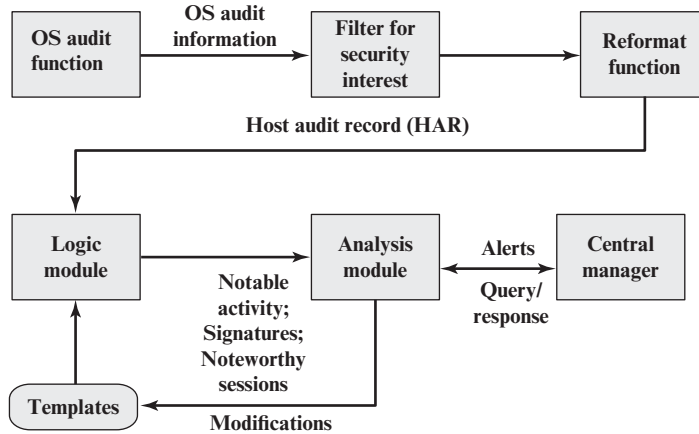 OS audit
function
OS audit
information
Filter for
security
interest
Reformat
function
Host audit record (HAR)
Logic
module
Notable
activity;
Signatures;
Noteworthy
sessions
Analysis
module
Alerts
Query/
response
Central
manager
Templates
Modifications